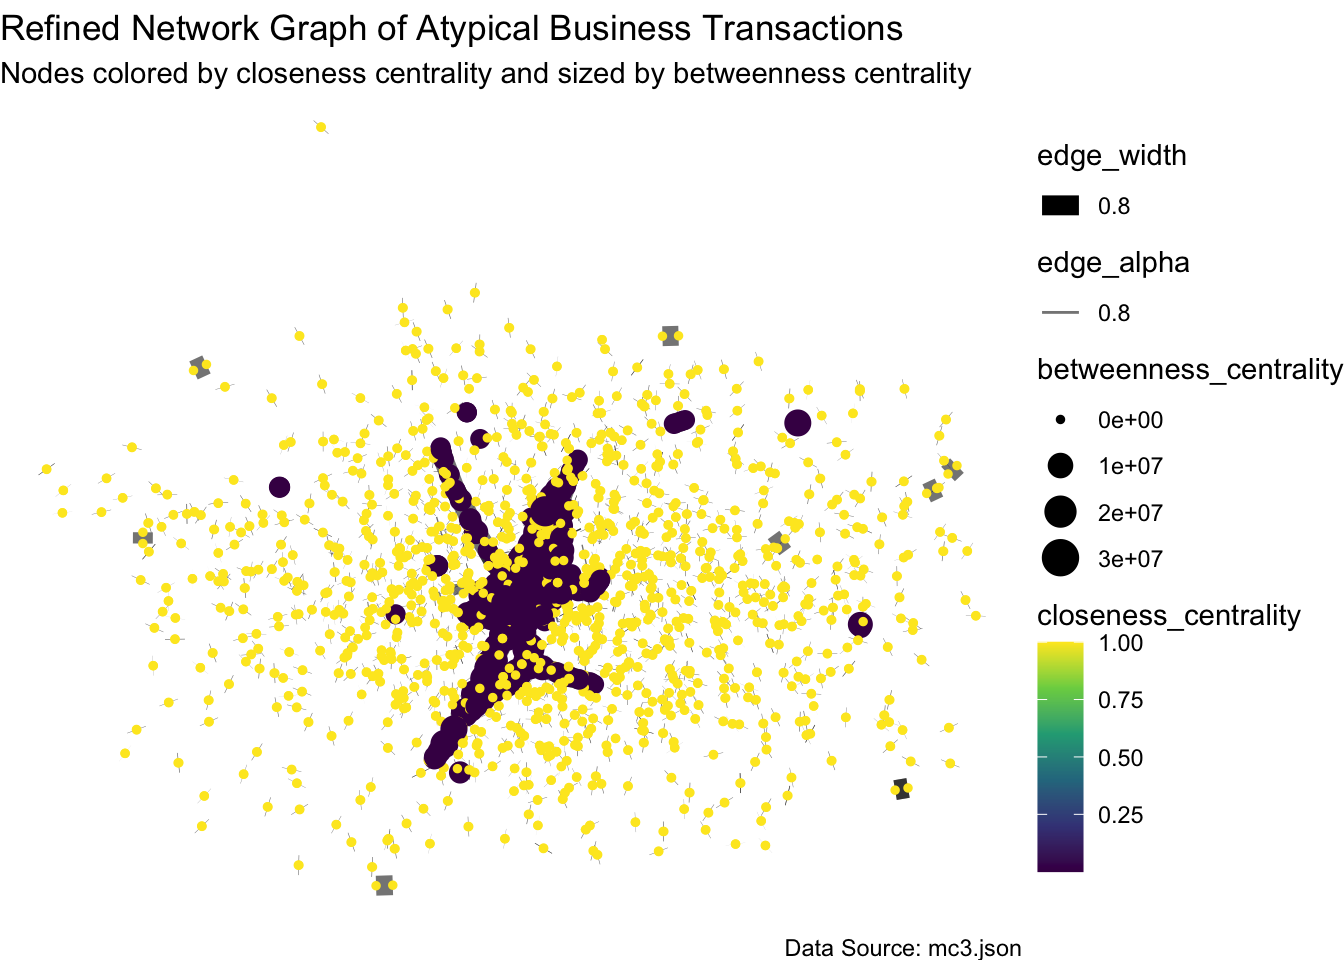 Refined Network Graph of Atypical Business Transactions
Nodes colored by closeness centrality and sized by betweenness centrality
edge_width
0.8
edge_alpha
0.8
betweenness_centrality
0e+00
1e+07
2e+07
3e+07
closeness_centrality
1.00
0.75
0.50
0.25
Data Source: mc3.json